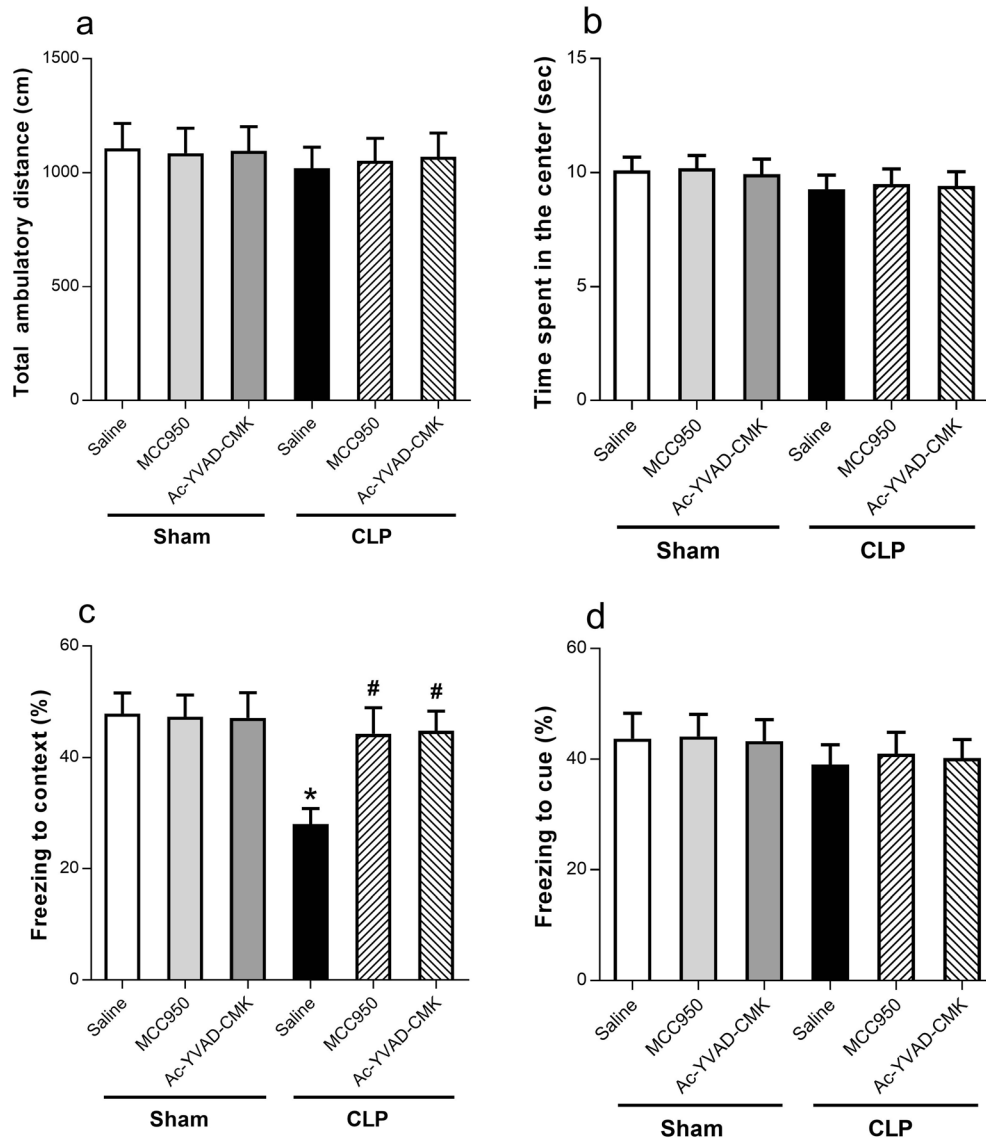 a
Total ambulatory distance (cm)
1500
1000
500
0
Saline
MCC950
Ac-YVAD-CMK
Saline
MCC950
Ac-YVAD-CMK
Sham
CLP
b
Time spent in the center (sec)
15
10
5
0
Saline
MCC950
Ac-YVAD-CMK
Saline
MCC950
Ac-YVAD-CMK
Sham
CLP
c
Freezing to context (%)
60
40
20
0
*
#
#
Saline
MCC950
Ac-YVAD-CMK
Saline
MCC950
Ac-YVAD-CMK
Sham
CLP
d
Freezing to cue (%)
60
40
20
0
Saline
MCC950
Ac-YVAD-CMK
Saline
MCC950
Ac-YVAD-CMK
Sham
CLP